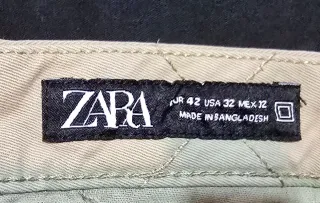 ZARA
EUR 42 USA 32 MEX 32
MADE IN BANGLADESH